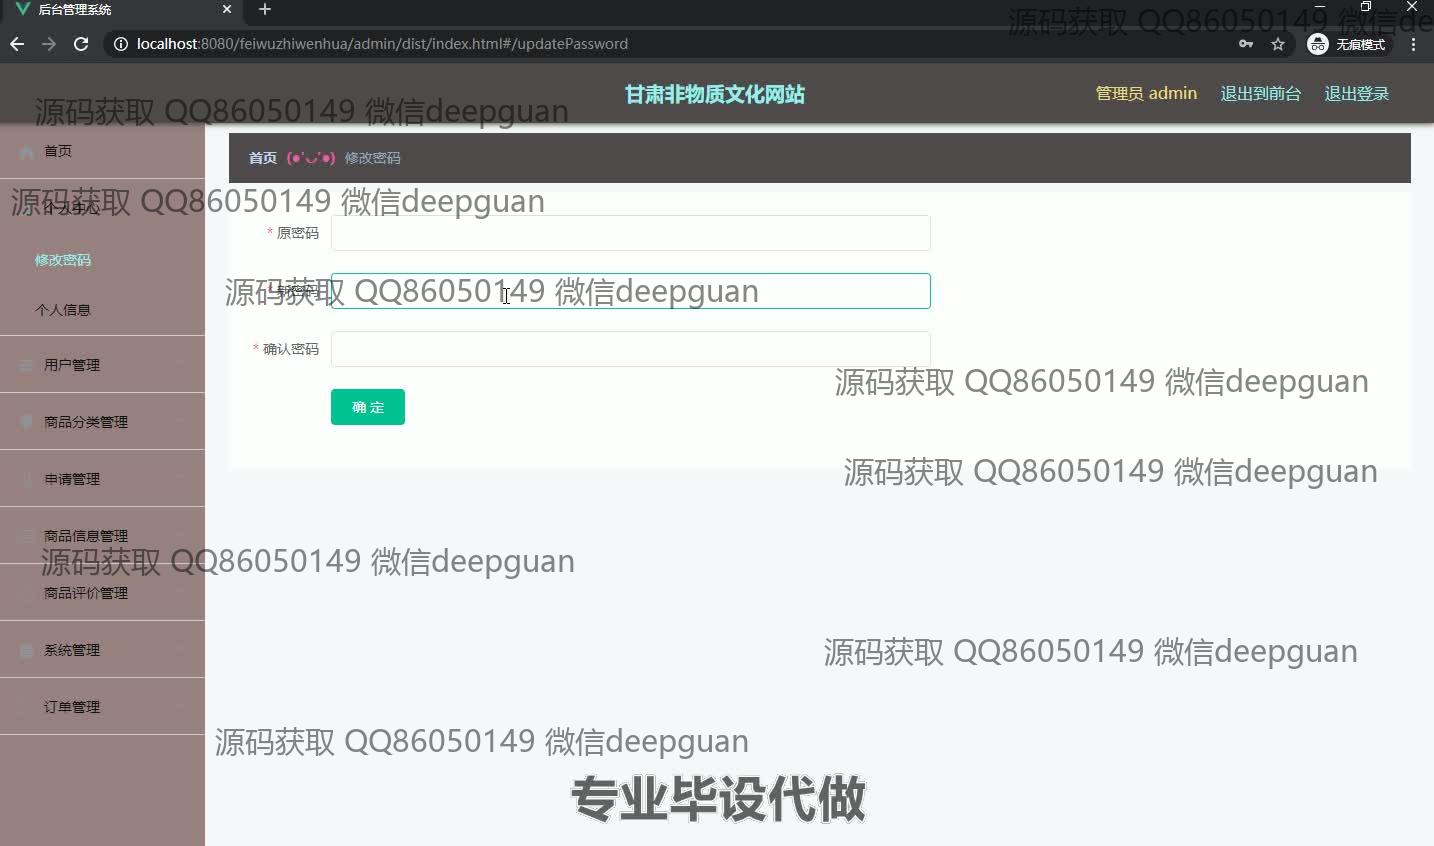 后台管理系统
localhost:8080/feiwuzhiwenhua/admin/dist/index.html#/updatePassword
无痕模式
源码获取 QQ86050149 微信de
甘肃非物质文化网站
管理员 admin
退出到前台
退出登录
源码获取 QQ86050149 微信deepguan
首页
首页 (●'◡'●) 修改密码
个人中心
源码获取 QQ86050149 微信deepguan
* 原密码
修改密码
* 新密码
源码获取 QQ86050149 微信deepguan
个人信息
* 确认密码
用户管理
源码获取 QQ86050149 微信deepguan
确 定
商品分类管理
源码获取 QQ86050149 微信deepguan
申请管理
商品信息管理
源码获取 QQ86050149 微信deepguan
商品评价管理
系统管理
源码获取 QQ86050149 微信deepguan
订单管理
源码获取 QQ86050149 微信deepguan
专业毕设代做